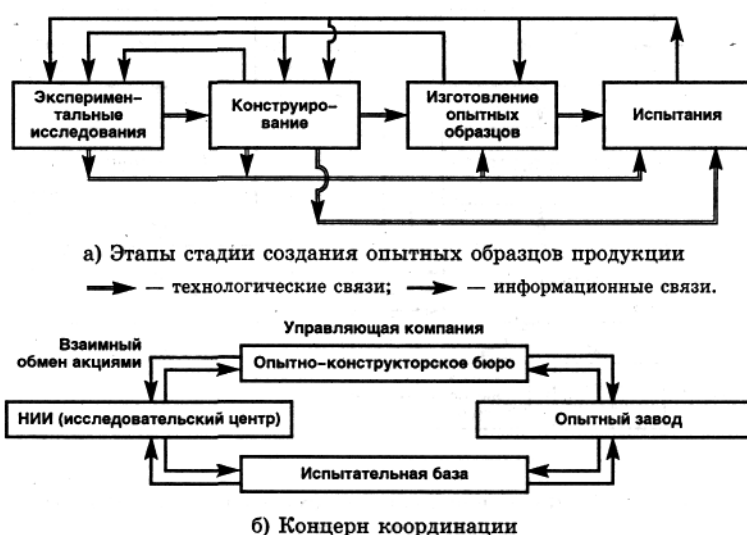 Эксперимен-
тальные
исследования
Конструиро-
вание
Изготовление
опытных
образцов
Испытания
а) Этапы стадии создания опытных образцов продукции
— технологические связи; — информационные связи.
Управляющая компания
Взаимный
обмен акциями
Опытно-конструкторское бюро
НИИ (исследовательский центр)
Опытный завод
Испытательная база
б) Концерн координации